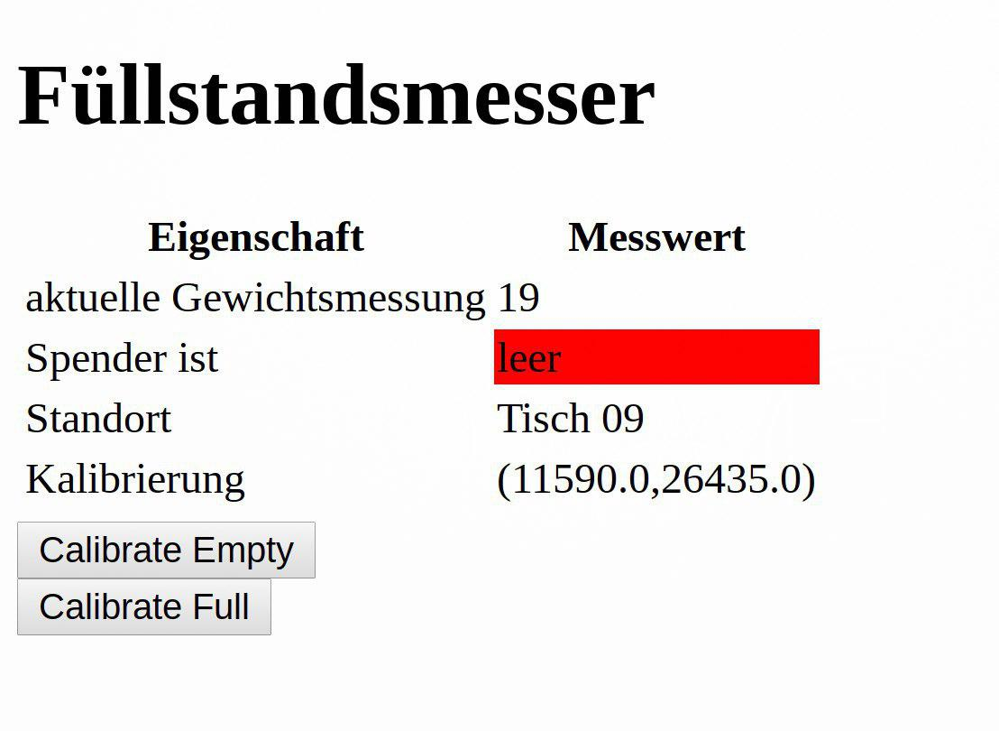 Füllstandsmesser
Eigenschaft Messwert
aktuelle Gewichtsmessung 19
Spender ist leer
Standort Tisch 09
Kalibrierung (11590.0,26435.0)
Calibrate Empty
Calibrate Full